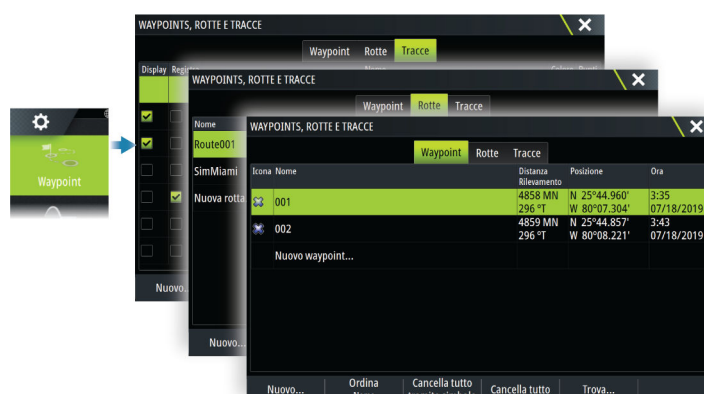 WAYPOINTS, ROTTE E TRACCE
Waypoint Rotte Tracce
Display
Nuovo...
WAYPOINTS, ROTTE E TRACCE
Waypoint Rotte Tracce
Nome
Route001
SimMiami
Nuova rotta
Nuovo...
WAYPOINTS, ROTTE E TRACCE
Waypoint Rotte Tracce
Icona Nome Distanza Rilevamento Posizione Ora
001 4858 MN N 25°44.960' 3:35
296 °T W 80°07.304' 07/18/2019
002 4859 MN N 25°44.857' 3:43
296 °T W 80°08.221' 07/18/2019
Nuovo waypoint...
Nuovo... Ordina Cancella tutto Cancella tutto Trova...
Waypoint